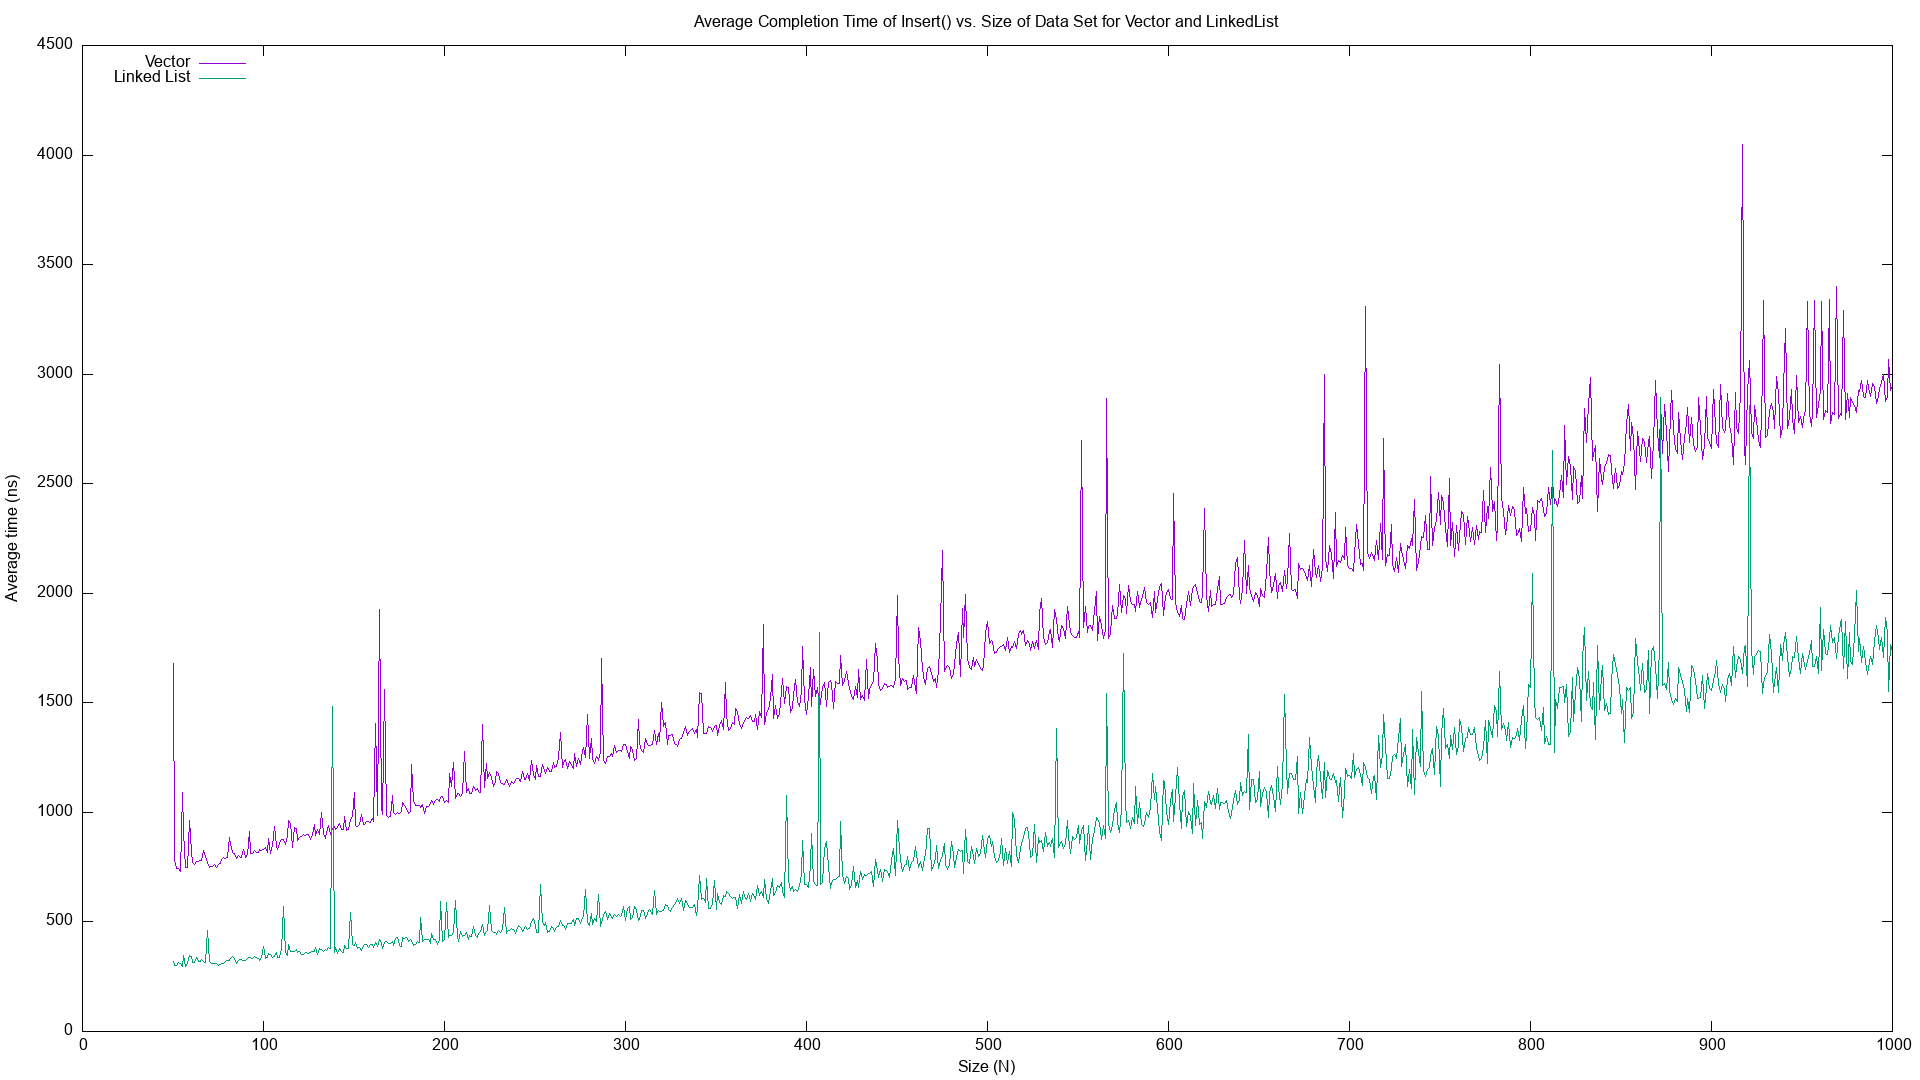 Average Completion Time of Insert() vs. Size of Data Set for Vector and LinkedList
4500
4000
3500
3000
2500
2000
1500
1000
500
0
Average time (ns)
Vector
Linked List
0 100 200 300 400 500 600 700 800 900 1000
Size (N)